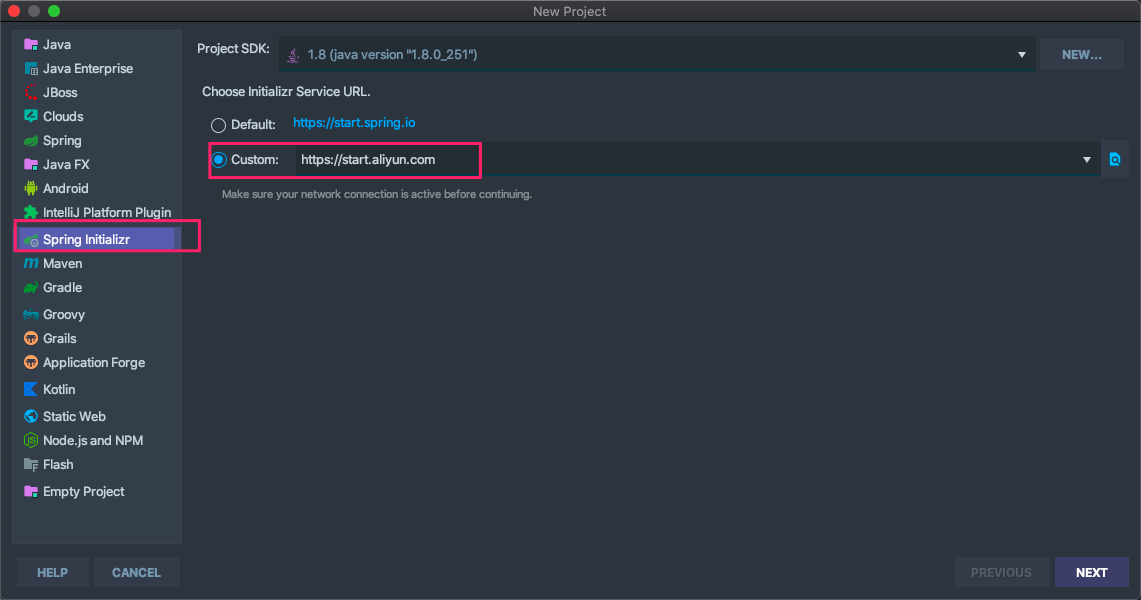 New Project
Java
Java Enterprise
JBoss
Clouds
Spring
Java FX
Android
IntelliJ Platform Plugin
Spring Initializr
Maven
Gradle
Groovy
Grails
Application Forge
Kotlin
Static Web
Node.js and NPM
Flash
Empty Project
Project SDK: 1.8 (java version "1.8.0_251") NEW...
Choose Initializr Service URL.
Default: https://start.spring.io
Custom: https://start.aliyun.com
Make sure your network connection is active before continuing.
HELP CANCEL PREVIOUS NEXT